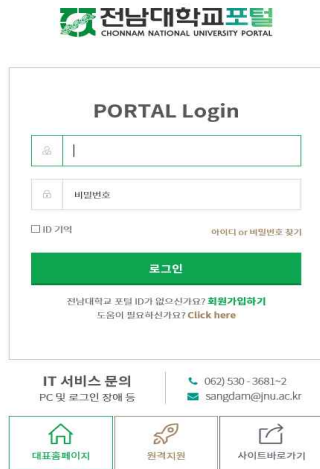 전남대학교포털
CHONNAM NATIONAL UNIVERSITY PORTAL
PORTAL Login
비밀번호
ID 기억
아이디 or 비밀번호 찾기
로그인
전남대학교 포털 ID가 없으신가요? 회원가입하기
도움이 필요하신가요? Click here
IT 서비스 문의
PC 및 로그인 장애 등
062) 530 - 3681~2
sangdam@jnu.ac.kr
대표홈페이지
원격지원
사이트바로가기